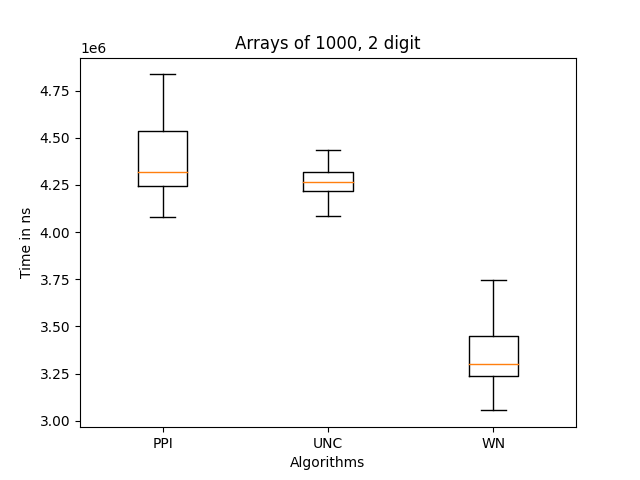 Arrays of 1000, 2 digit
1e6
4.75
4.50
4.25
4.00
3.75
3.50
3.25
3.00
Time in ns
PPI UNC WN
Algorithms